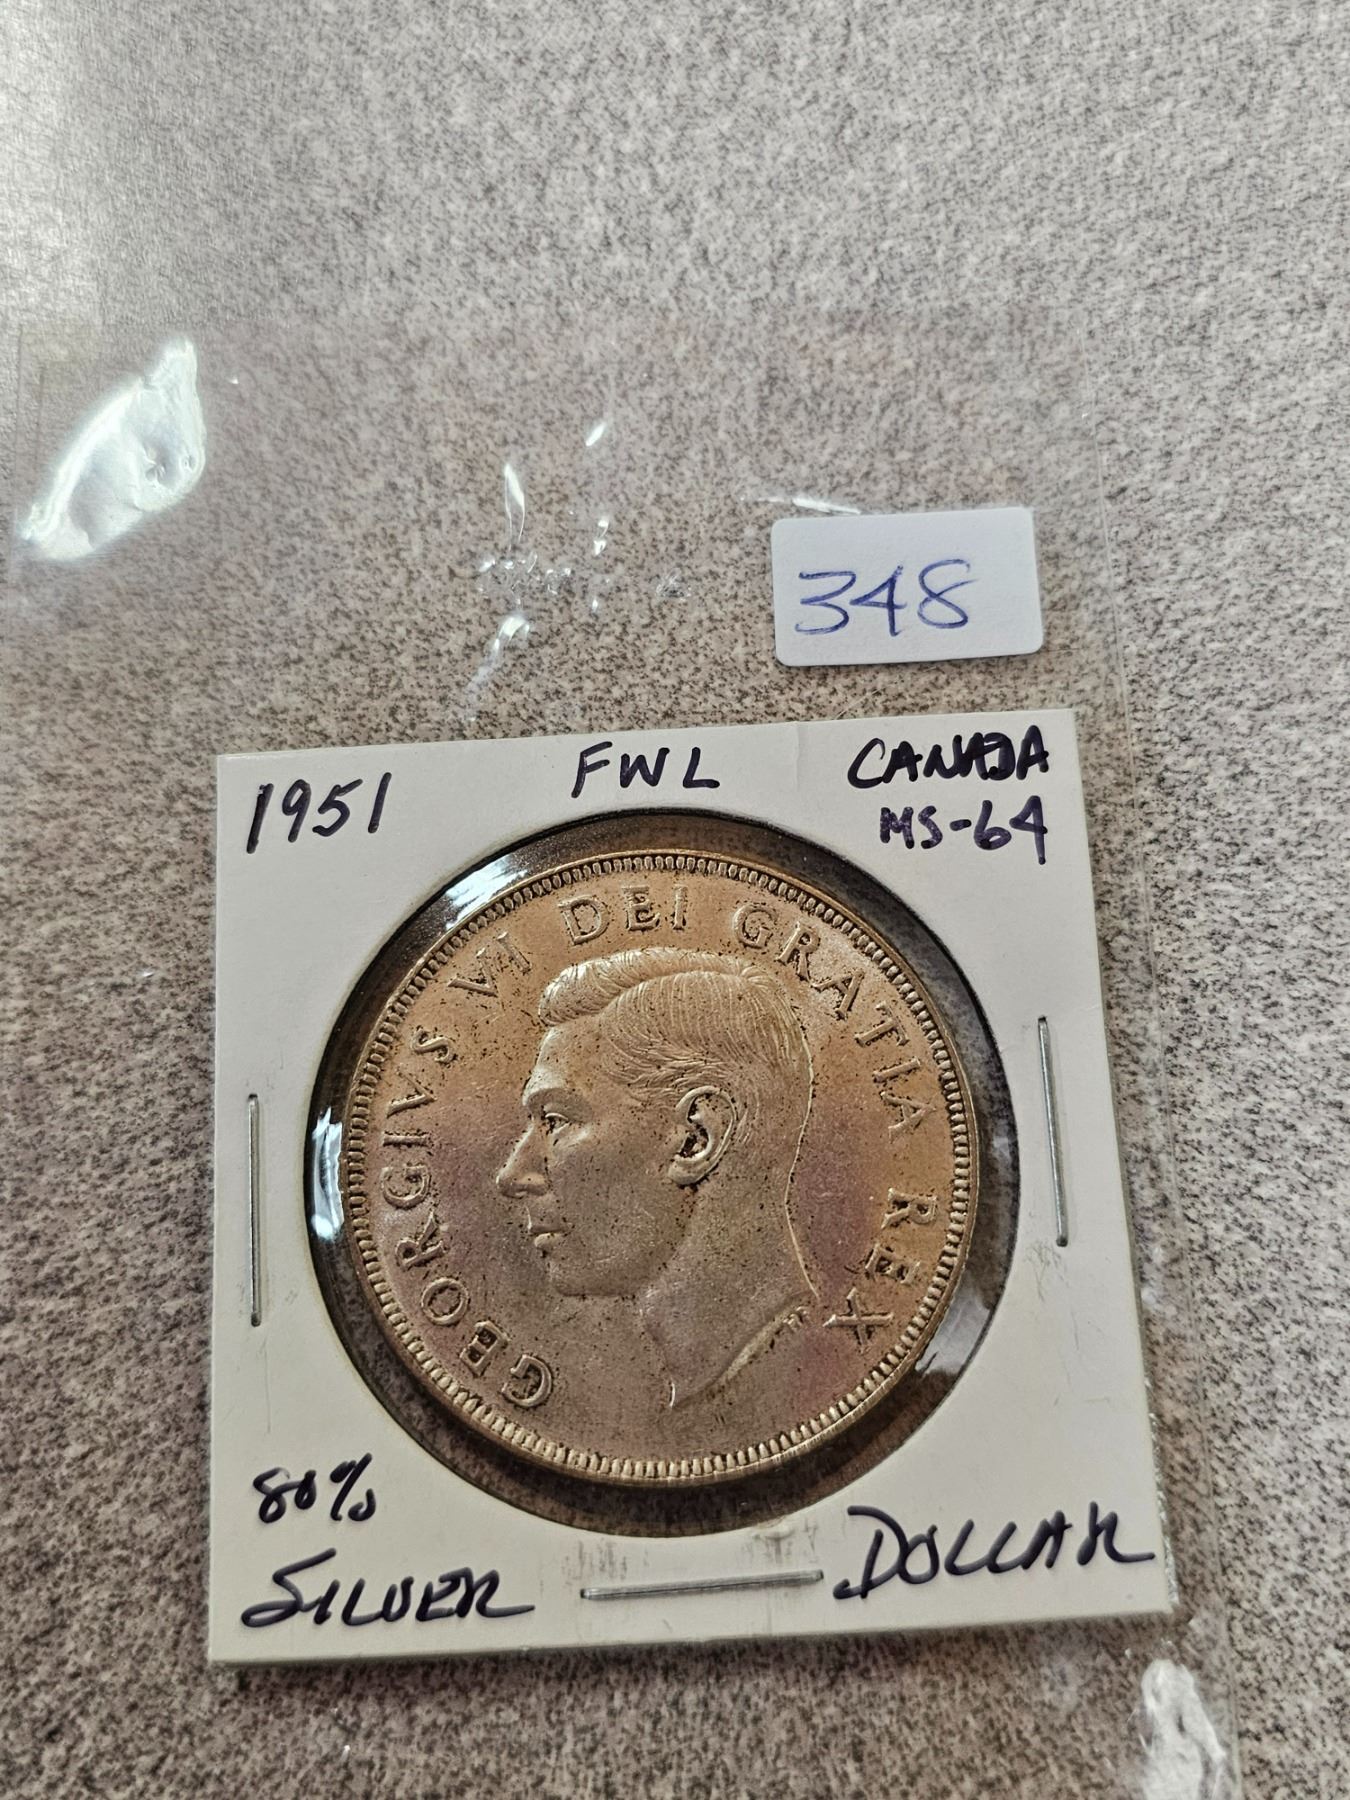 348
1951
FWL
CANADA
MS-64
GEORGIVS VI DEI GRATIA REX
80%
SILVER
DOLLAR